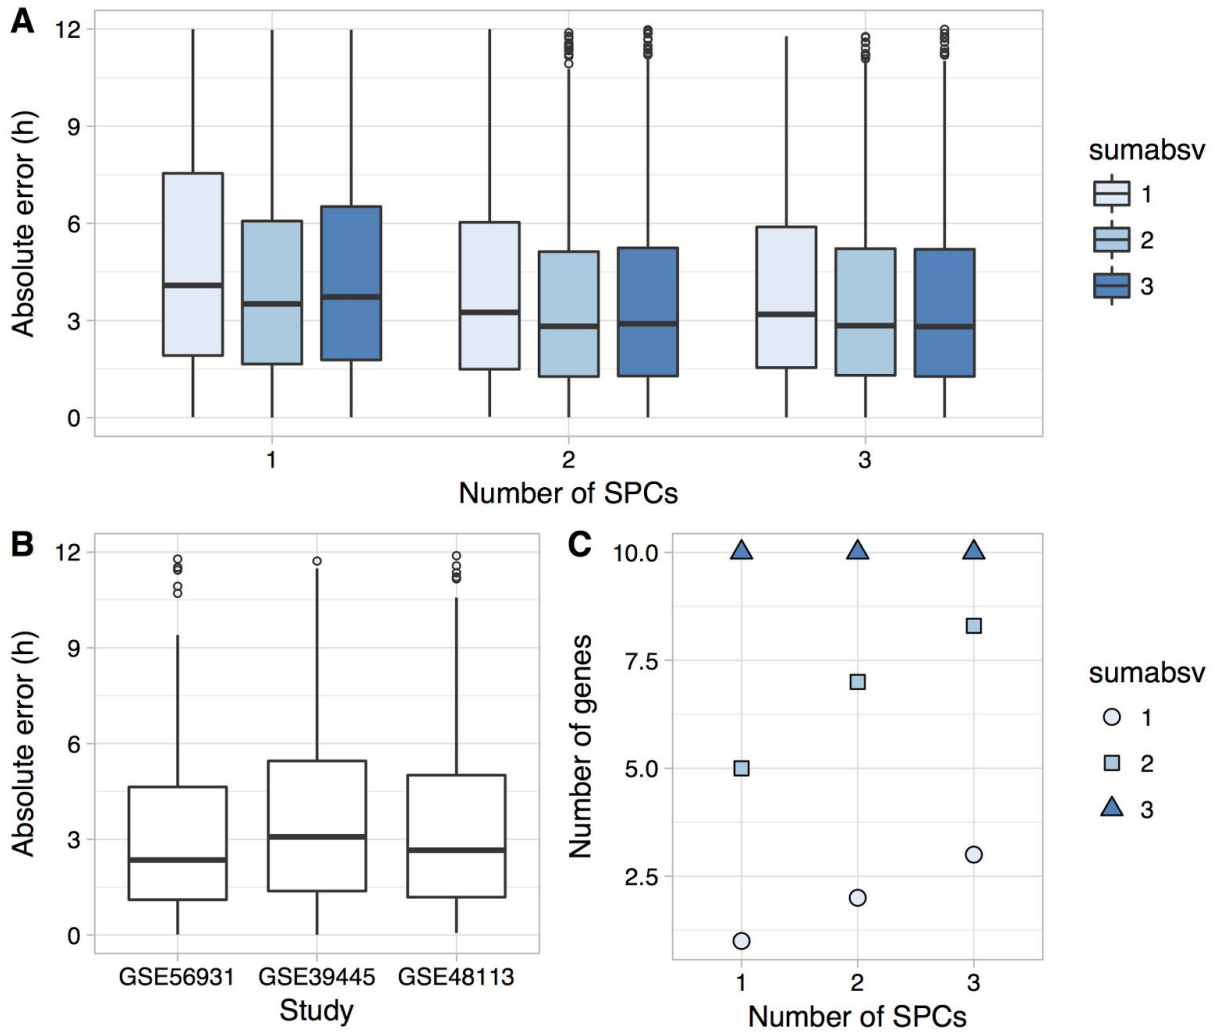 A
Absolute error (h)
12
9
6
3
0
1
2
3
Number of SPCs
sumabsv
1
2
3
B
Absolute error (h)
12
9
6
3
0
GSE56931
GSE39445
GSE48113
Study
C
Number of genes
10.0
7.5
5.0
2.5
1
2
3
Number of SPCs
sumabsv
1
2
3